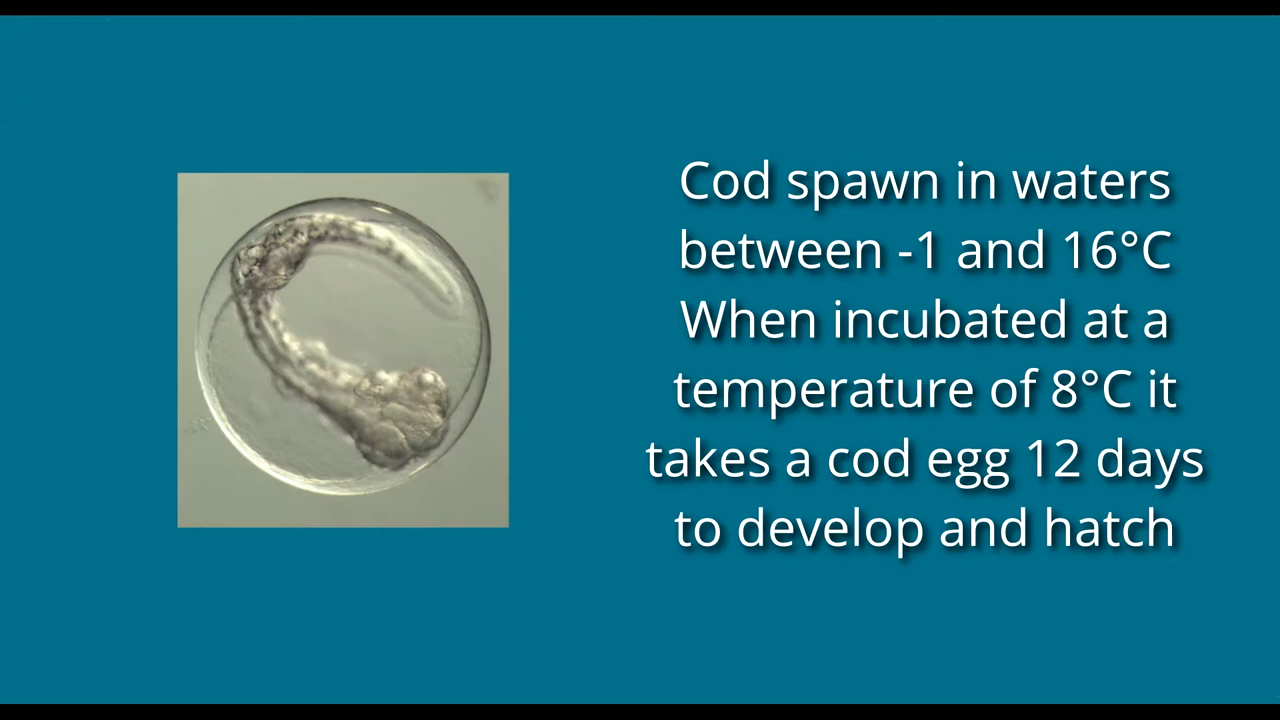 Cod spawn in waters
between -1 and 16°C
When incubated at a
temperature of 8°C it
takes a cod egg 12 days
to develop and hatch